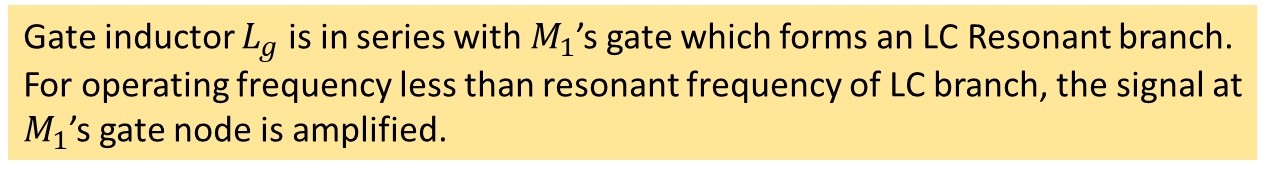 Gate inductor L_g is in series with M_1's gate which forms an LC Resonant branch.
For operating frequency less than resonant frequency of LC branch, the signal at
M_1's gate node is amplified.